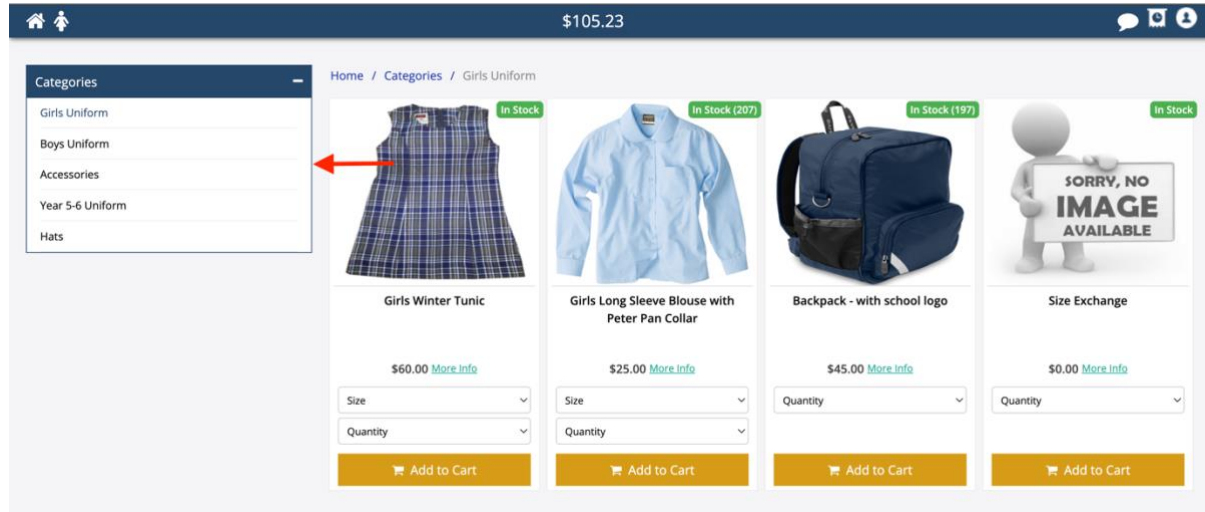 $105.23
Categories
Girls Uniform
Boys Uniform
Accessories
Year 5-6 Uniform
Hats
Home / Categories / Girls Uniform
In Stock
Girls Winter Tunic
$60.00 More Info
Size
Quantity
Add to Cart
In Stock (207)
Girls Long Sleeve Blouse with
Peter Pan Collar
$25.00 More Info
Size
Quantity
Add to Cart
In Stock (197)
Backpack - with school logo
$45.00 More Info
Quantity
Add to Cart
In Stock
SORRY, NO
IMAGE
AVAILABLE
Size Exchange
$0.00 More Info
Quantity
Add to Cart